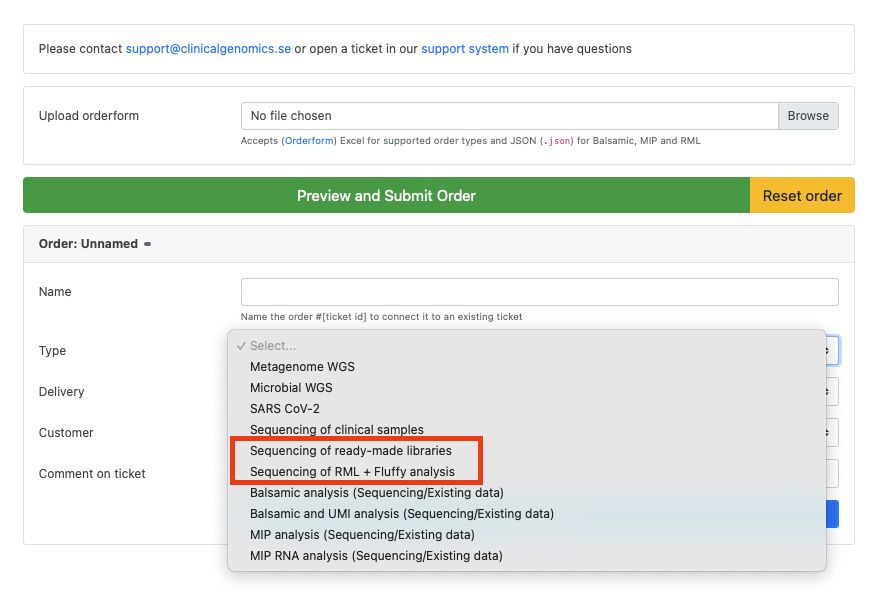 Please contact support@clinicalgenomics.se or open a ticket in our support system if you have questions
Upload orderform
No file chosen
Browse
Accepts (Orderform) Excel for supported order types and JSON (.json) for Balsamic, MIP and RML
Preview and Submit Order
Reset order
Order: Unnamed
Name
Name the order #[ticket id] to connect it to an existing ticket
Type
✓ Select...
Metagenome WGS
Microbial WGS
Delivery
SARS CoV-2
Sequencing of clinical samples
Customer
Sequencing of ready-made libraries
Sequencing of RML + Fluffy analysis
Comment on ticket
Balsamic analysis (Sequencing/Existing data)
Balsamic and UMI analysis (Sequencing/Existing data)
MIP analysis (Sequencing/Existing data)
MIP RNA analysis (Sequencing/Existing data)